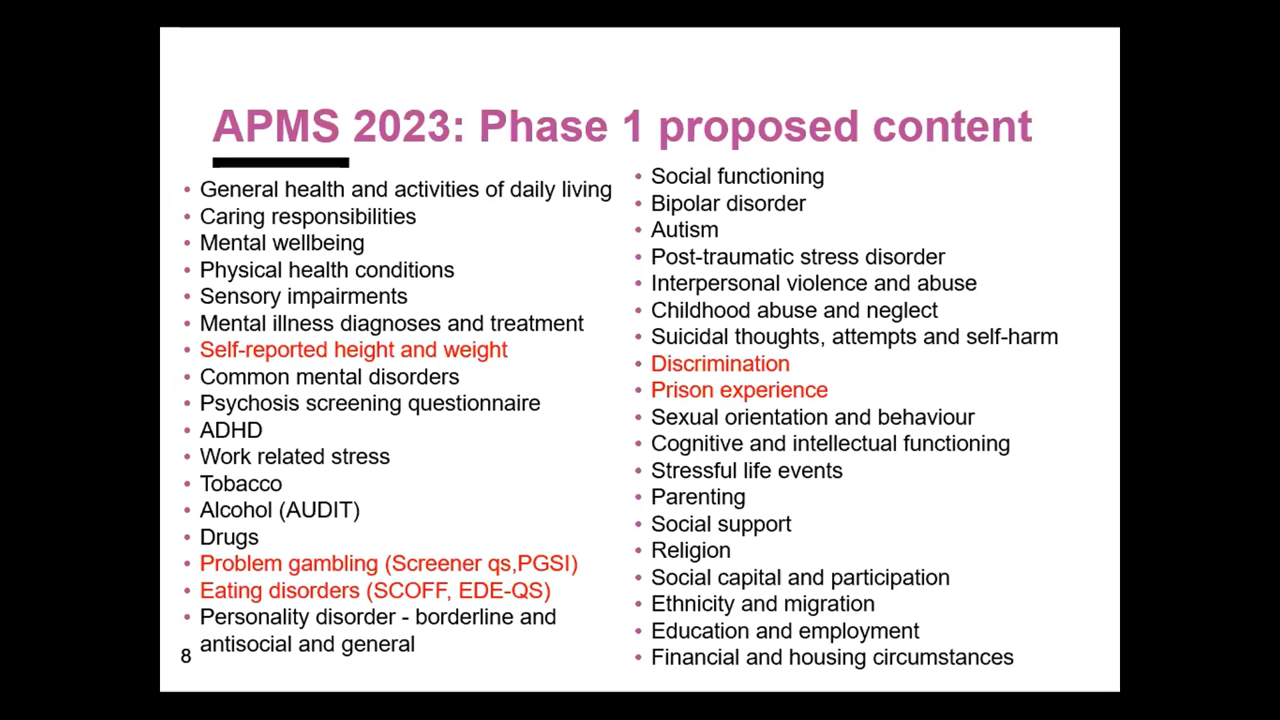 APMS 2023: Phase 1 proposed content
• General health and activities of daily living
• Caring responsibilities
• Mental wellbeing
• Physical health conditions
• Sensory impairments
• Mental illness diagnoses and treatment
• Self-reported height and weight
• Common mental disorders
• Psychosis screening questionnaire
• ADHD
• Work related stress
• Tobacco
• Alcohol (AUDIT)
• Drugs
• Problem gambling (Screener qs,PGSI)
• Eating disorders (SCOFF, EDE-QS)
• Personality disorder - borderline and
antisocial and general
• Social functioning
• Bipolar disorder
• Autism
• Post-traumatic stress disorder
• Interpersonal violence and abuse
• Childhood abuse and neglect
• Suicidal thoughts, attempts and self-harm
• Discrimination
• Prison experience
• Sexual orientation and behaviour
• Cognitive and intellectual functioning
• Stressful life events
• Parenting
• Social support
• Religion
• Social capital and participation
• Ethnicity and migration
• Education and employment
• Financial and housing circumstances
8